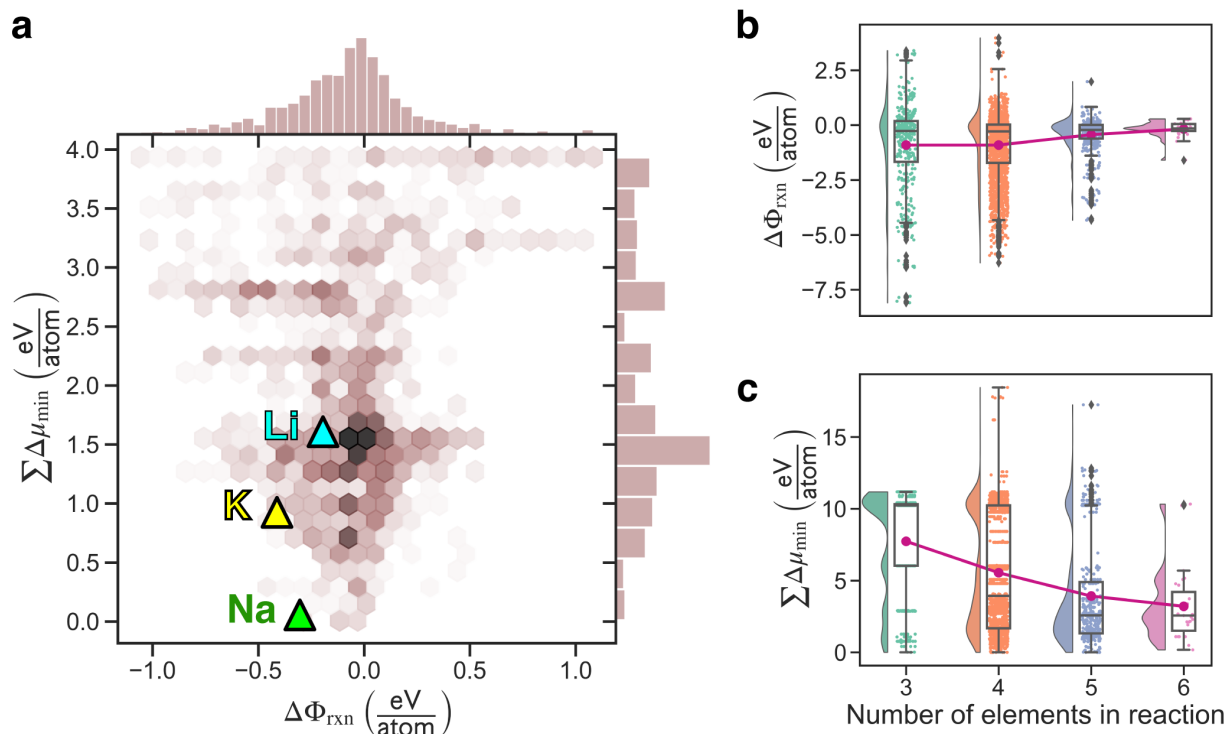 a
4.0
3.5
3.0
2.5
2.0
1.5
1.0
0.5
0.0
ΣΔμmin (eV/atom)
Li
K
Na
−1.0 −0.5 0.0 0.5 1.0
ΔΦrxn (eV/atom)
b
2.5
0.0
−2.5
−5.0
−7.5
ΔΦrxn (eV/atom)
c
15
10
5
0
ΣΔμmin (eV/atom)
3 4 5 6
Number of elements in reaction